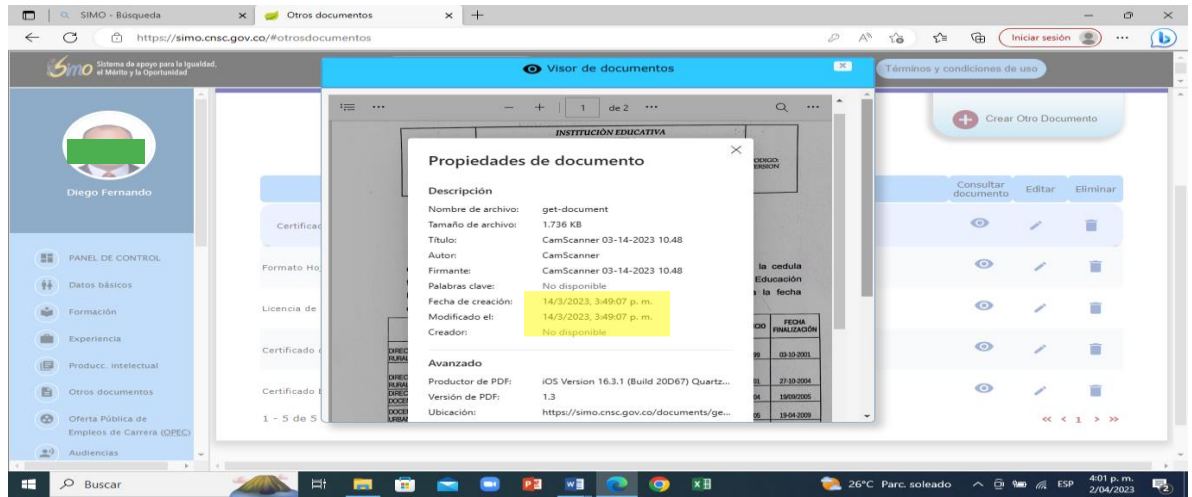 SIMO - Búsqueda
Otros documentos
https://simo.cnsc.gov.co/#otrosdocumentos
Iniciar sesión
Simo Sistema de apoyo para la Igualdad,
el Mérito y la Oportunidad
Visor de documentos
Términos y condiciones de uso
Diego Fernando
PANEL DE CONTROL
Datos básicos
Formación
Experiencia
Producc. intelectual
Otros documentos
Oferta Pública de
Empleos de Carrera (OPEC)
Audiencias
Crear Otro Documento
Consultar
documento Editar Eliminar
Certificad
Formato Ho
Licencia de
Certificado
Certificado
1 - 5 de 5
« < 1 > »
1 de 2
INSTITUCIÓN EDUCATIVA
CODIGO:
VERSION
Propiedades de documento
Descripción
Nombre de archivo: get-document
Tamaño de archivo: 1.736 KB
Título: CamScanner 03-14-2023 10.48
Autor: CamScanner
Firmante: CamScanner 03-14-2023 10.48
Palabras clave: No disponible
Fecha de creación: 14/3/2023, 3:49:07 p. m.
Modificado el: 14/3/2023, 3:49:07 p. m.
Creador: No disponible
Avanzado
Productor de PDF: iOS Version 16.3.1 (Build 20D67) Quartz...
Versión de PDF: 1.3
Ubicación: https://simo.cnsc.gov.co/documents/ge...
la cedula
Educación
a la fecha
FECHA
FINALIZACIÓN
03-10-2001
27-10-2004
19/09/2005
19-04-2009
Buscar
26°C Parc. soleado
ESP
4:01 p. m.
2/04/2023